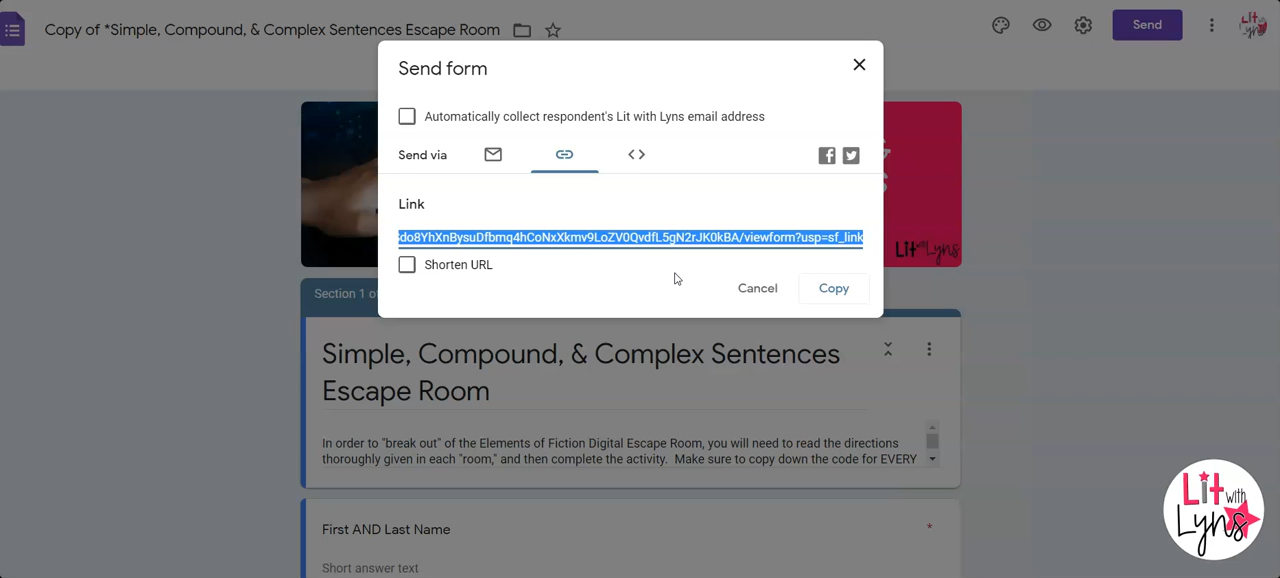 Copy of *Simple, Compound, & Complex Sentences Escape Room
Send
Send form
Automatically collect respondent's Lit with Lyns email address
Send via
Link
do8YhXnBysuDfbmq4hCoNxXkmv9LoZV0QvdfL5gN2rJK0kBA/viewform?usp=sf_link
Shorten URL
Cancel
Copy
Lit with Lyns
Section 1 of
Simple, Compound, & Complex Sentences
Escape Room
In order to "break out" of the Elements of Fiction Digital Escape Room, you will need to read the directions
thoroughly given in each "room," and then complete the activity. Make sure to copy down the code for EVERY
First AND Last Name
*
Short answer text
Lit with
Lyns